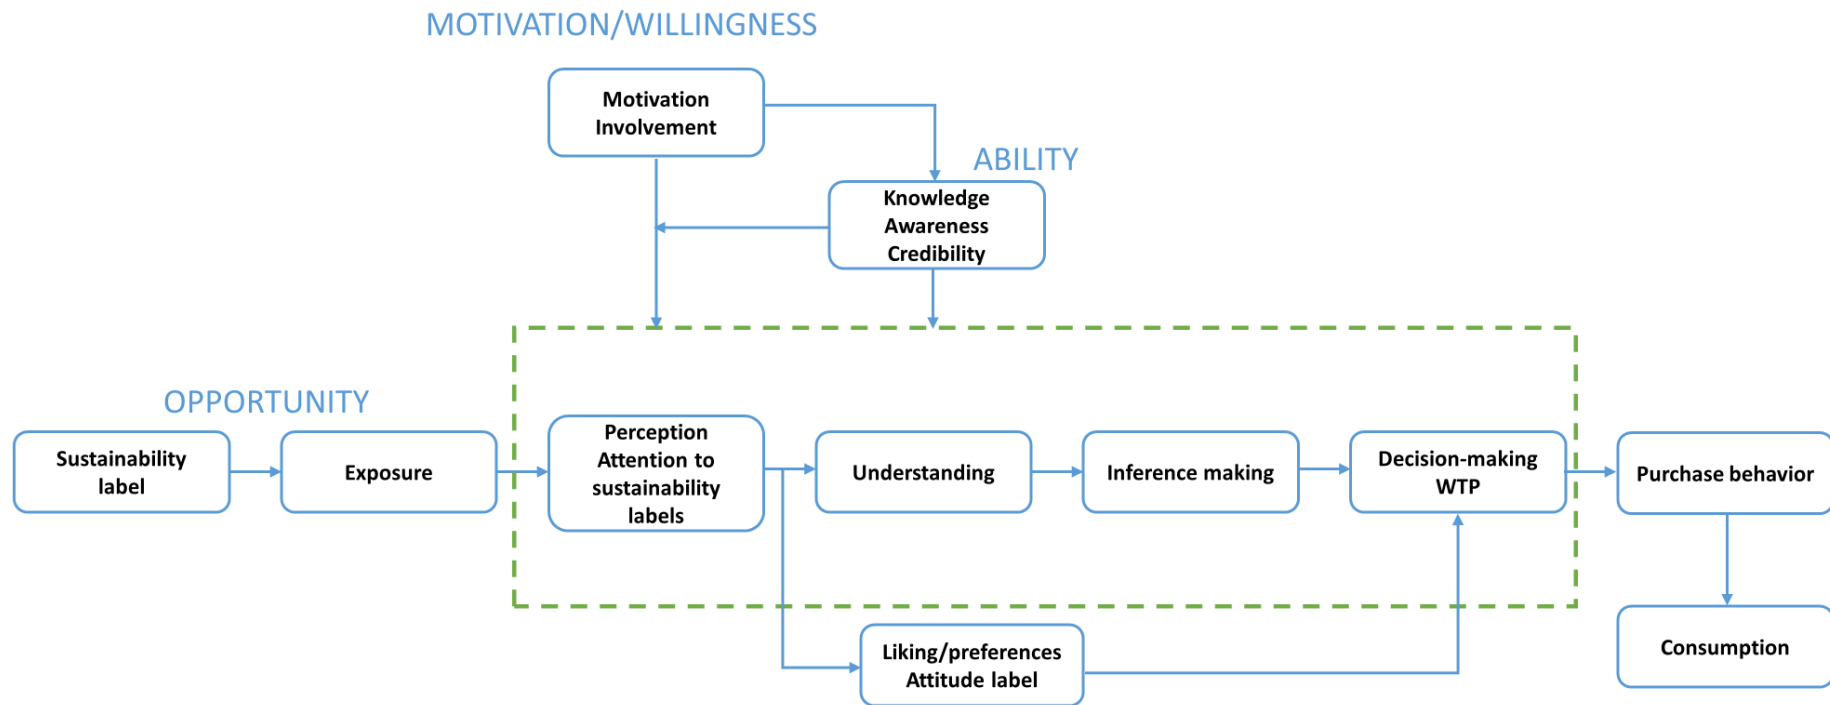 MOTIVATION/WILLINGNESS
Motivation
Involvement
ABILITY
Knowledge
Awareness
Credibility
OPPORTUNITY
Sustainability
label
Exposure
Perception
Attention to
sustainability
labels
Understanding
Inference making
Decision-making
WTP
Purchase behavior
Liking/preferences
Attitude label
Consumption